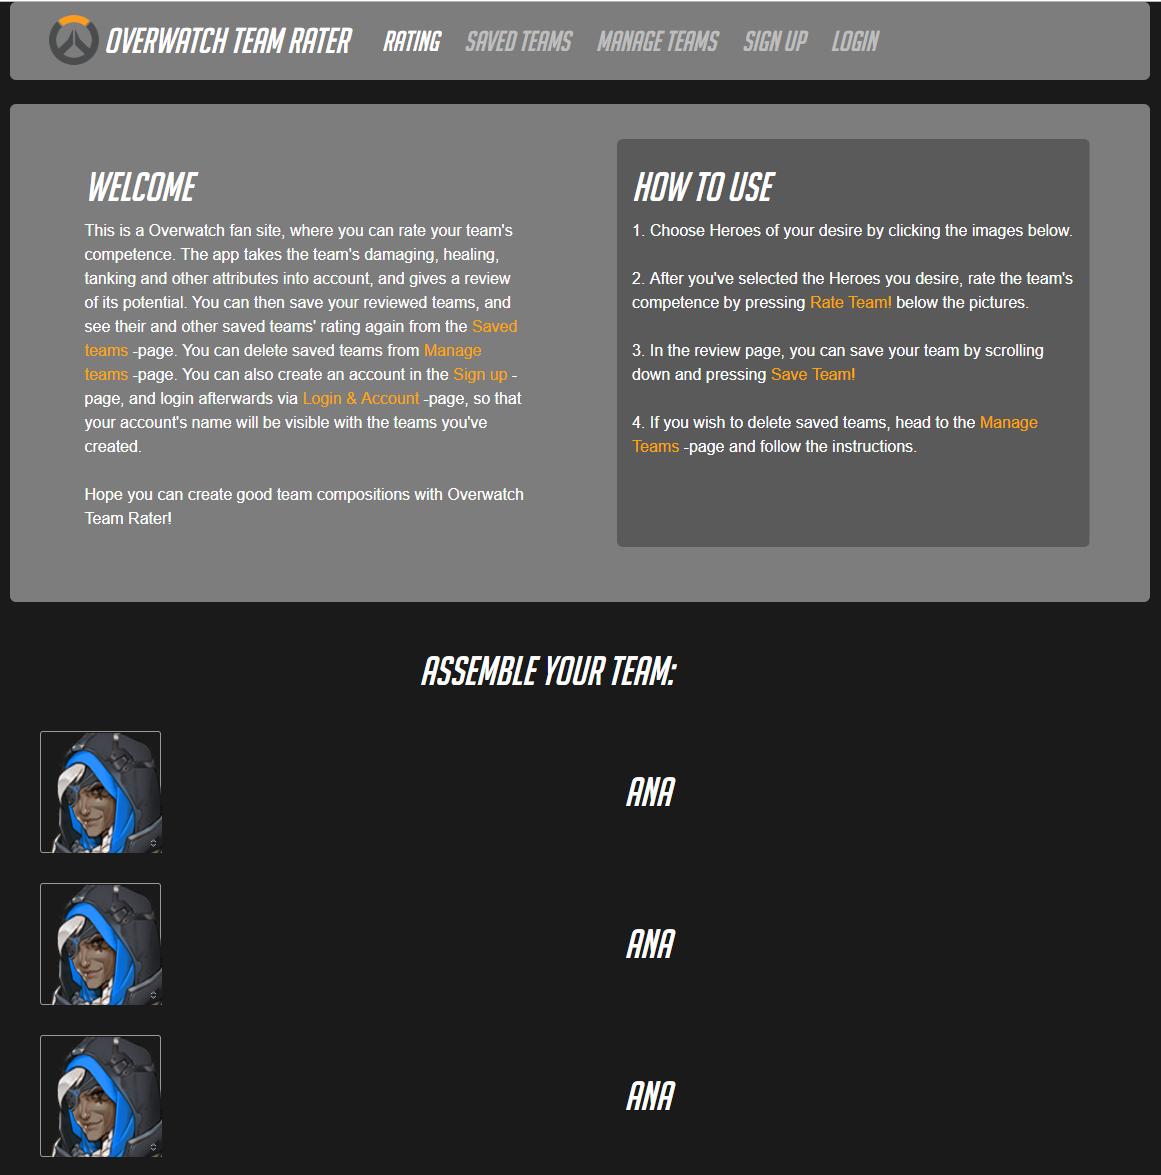 OVERWATCH TEAM RATER RATING SAVED TEAMS MANAGE TEAMS SIGN UP LOGIN
WELCOME
This is a Overwatch fan site, where you can rate your team's
competence. The app takes the team's damaging, healing,
tanking and other attributes into account, and gives a review
of its potential. You can then save your reviewed teams, and
see their and other saved teams' rating again from the Saved
teams -page. You can delete saved teams from Manage
teams -page. You can also create an account in the Sign up -
page, and login afterwards via Login & Account -page, so that
your account's name will be visible with the teams you've
created.
Hope you can create good team compositions with Overwatch
Team Rater!
HOW TO USE
1. Choose Heroes of your desire by clicking the images below.
2. After you've selected the Heroes you desire, rate the team's
competence by pressing Rate Team! below the pictures.
3. In the review page, you can save your team by scrolling
down and pressing Save Team!
4. If you wish to delete saved teams, head to the Manage
Teams -page and follow the instructions.
ASSEMBLE YOUR TEAM:
ANA
ANA
ANA